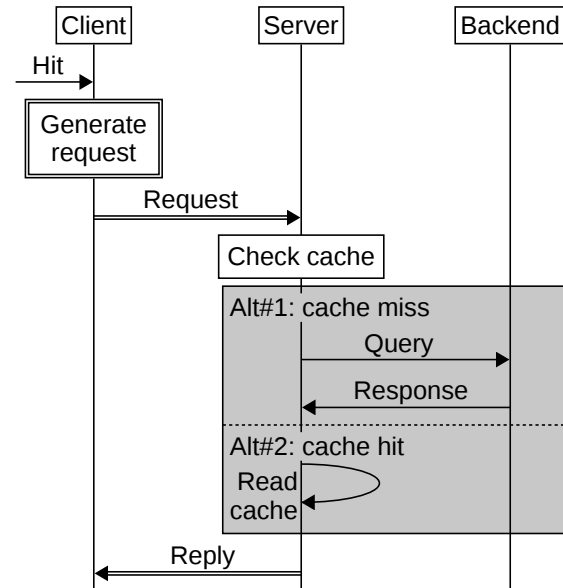 Client Server Backend
Hit
Generate
request
Request
Check cache
Alt#1: cache miss
Query
Response
Alt#2: cache hit
Read
cache
Reply